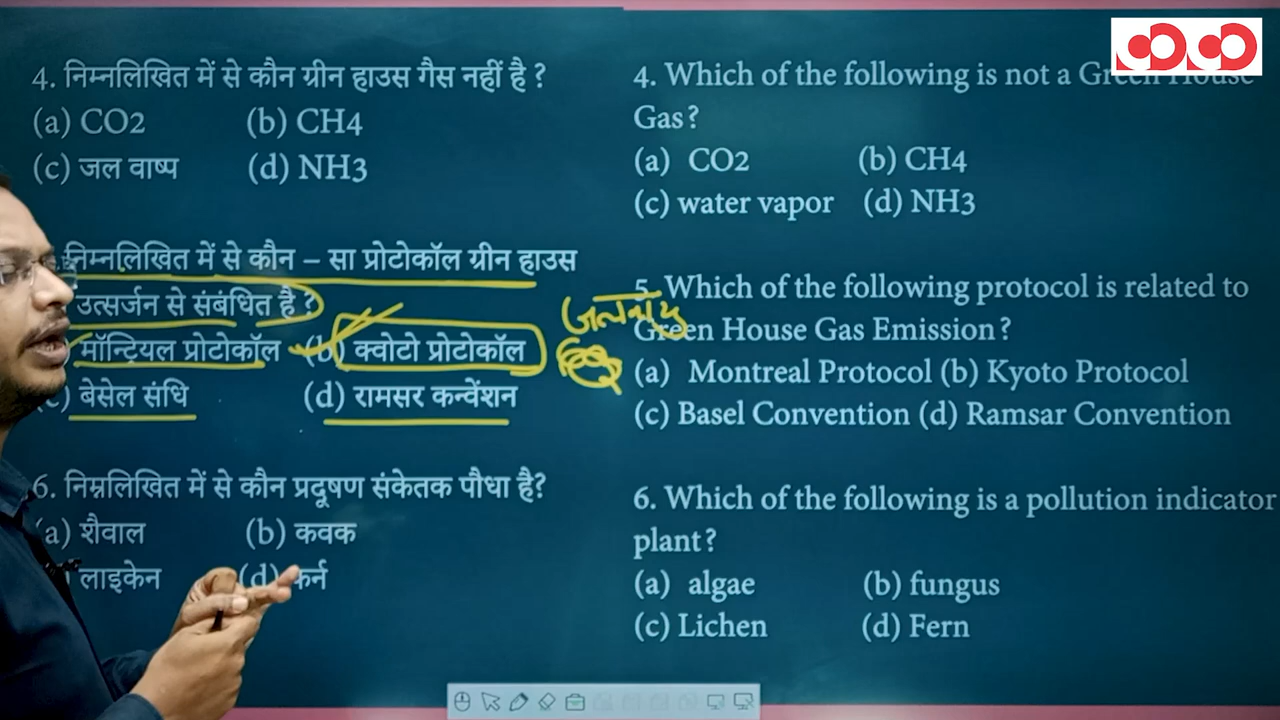 4. निम्नलिखित में से कौन ग्रीन हाउस गैस नहीं है ?
(a) CO2 (b) CH4
(c) जल वाष्प (d) NH3
निम्नलिखित में से कौन – सा प्रोटोकॉल ग्रीन हाउस
उत्सर्जन से संबंधित है ?
मॉन्ट्रियल प्रोटोकॉल (b) क्वोटो प्रोटोकॉल
बेसेल संधि (d) रामसर कन्वेंशन
6. निम्नलिखित में से कौन प्रदूषण संकेतक पौधा है?
(a) शैवाल (b) कवक
लाइकेन (d) फर्न
4. Which of the following is not a Green House
Gas?
(a) CO2 (b) CH4
(c) water vapor (d) NH3
5. Which of the following protocol is related to
Green House Gas Emission?
(a) Montreal Protocol (b) Kyoto Protocol
(c) Basel Convention (d) Ramsar Convention
6. Which of the following is a pollution indicator
plant?
(a) algae (b) fungus
(c) Lichen (d) Fern